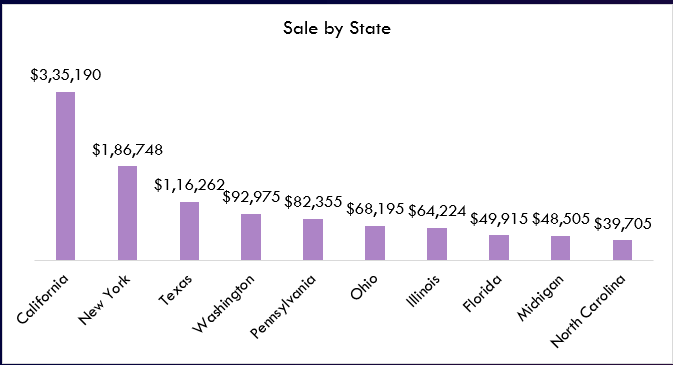 Sale by State
$3,35,190
$1,86,748
$1,16,262
$92,975
$82,355
$68,195
$64,224
$49,915
$48,505
$39,705
California
New York
Texas
Washington
Pennsylvania
Ohio
Illinois
Florida
Michigan
North Carolina